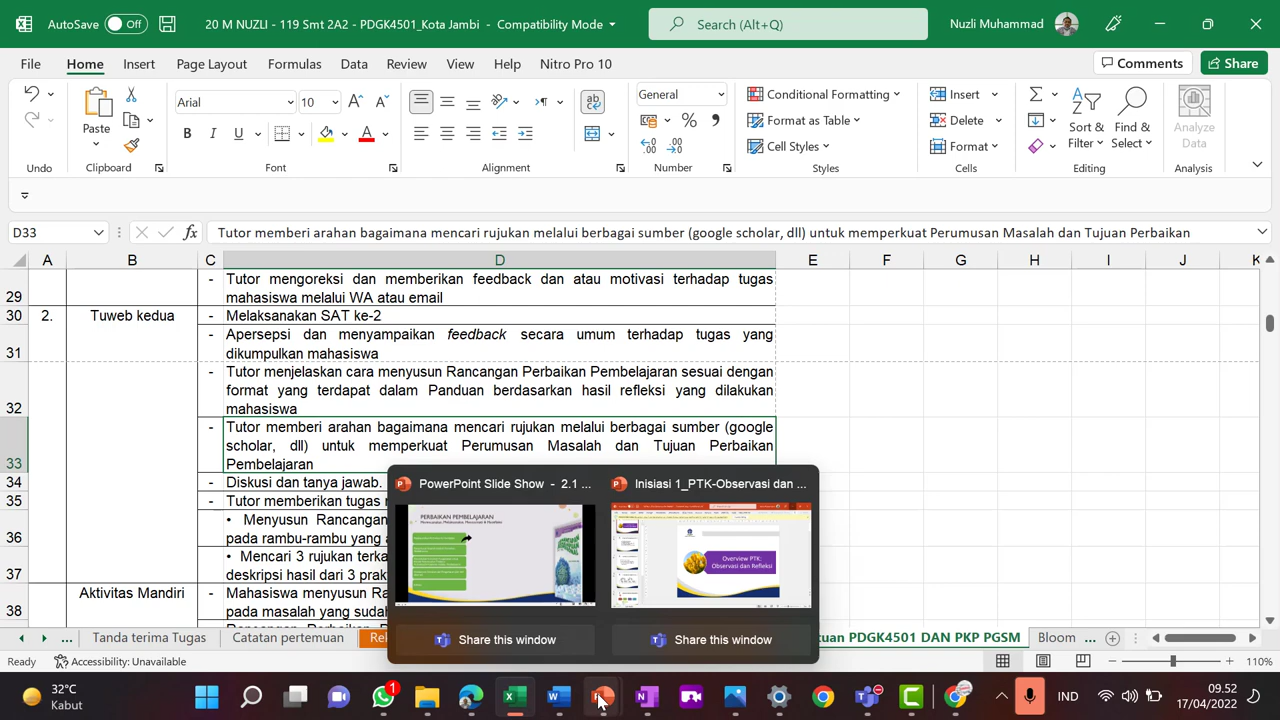 AutoSave Off 20 M NUZLI - 119 Smt 2A2 - PDGK4501_Kota Jambi - Compatibility Mode Search (Alt+Q) Nuzli Muhammad
File Home Insert Page Layout Formulas Data Review View Help Nitro Pro 10 Comments Share
Arial 10 General Conditional Formatting Insert
Paste B I U Format as Table Delete Sort & Filter Find & Select Analyze Data
Cell Styles Format
Undo Clipboard Font Alignment Number Styles Cells Editing Analysis
D33 fx Tutor memberi arahan bagaimana mencari rujukan melalui berbagai sumber (google scholar, dll) untuk memperkuat Perumusan Masalah dan Tujuan Perbaikan
A B C D E F G H I J K
29 - Tutor mengoreksi dan memberikan feedback dan atau motivasi terhadap tugas
mahasiswa melalui WA atau email
30 2. Tuweb kedua - Melaksanakan SAT ke-2
31 - Apersepsi dan menyampaikan feedback secara umum terhadap tugas yang
dikumpulkan mahasiswa
32 - Tutor menjelaskan cara menyusun Rancangan Perbaikan Pembelajaran sesuai dengan
format yang terdapat dalam Panduan berdasarkan hasil refleksi yang dilakukan
mahasiswa
33 - Tutor memberi arahan bagaimana mencari rujukan melalui berbagai sumber (google
scholar, dll) untuk memperkuat Perumusan Masalah dan Tujuan Perbaikan
Pembelajaran
34 - Diskusi dan tanya jawab.
35 - Tutor memberikan tugas
36 • Menyusun Rancangan
pada rambu-rambu yang
37 • Mencari 3 rujukan terka
deskripsi hasil dari 3 prak
38 Aktivitas Mandiri - Mahasiswa menyusun Ra
pada masalah yang sudah
PowerPoint Slide Show - 2.1 ... Inisiasi 1_PTK-Observasi dan ...
PERBAIKAN PEMBELAJARAN
Overview PTK:
Observasi dan Refleksi
Share this window Share this window
... Tanda terima Tugas Catatan pertemuan tuan PDGK4501 DAN PKP PGSM Bloom ...
Ready Accessibility: Unavailable 110%
32°C
Kabut
1
IND
09.52
17/04/2022